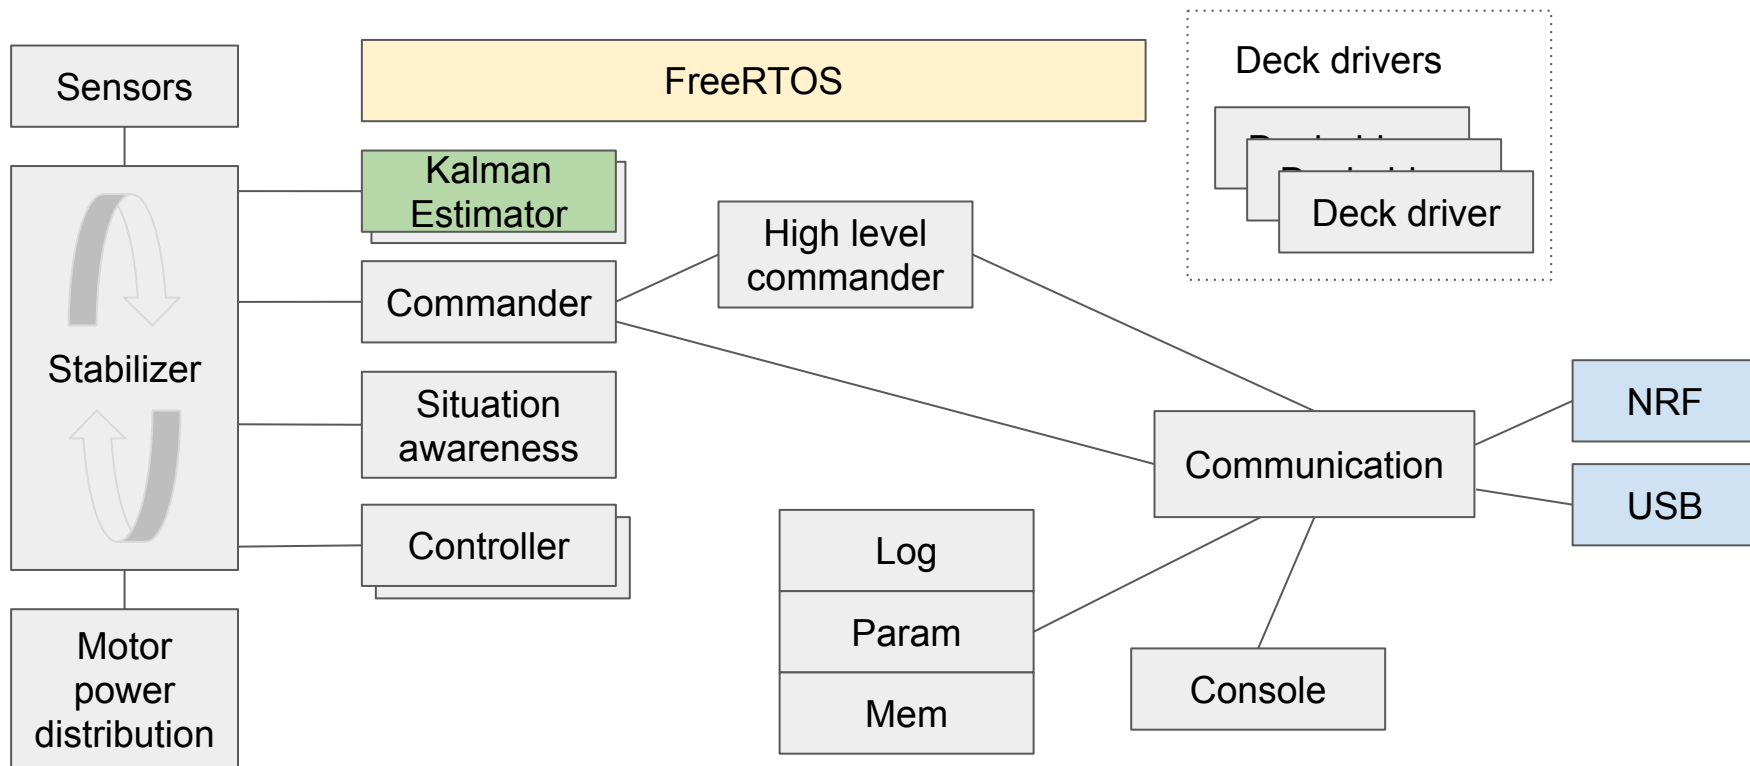 Sensors
FreeRTOS
Deck drivers
Deck driver
Kalman
Estimator
High level
commander
Commander
Stabilizer
Situation
awareness
NRF
Communication
USB
Controller
Log
Param
Mem
Console
Motor
power
distribution